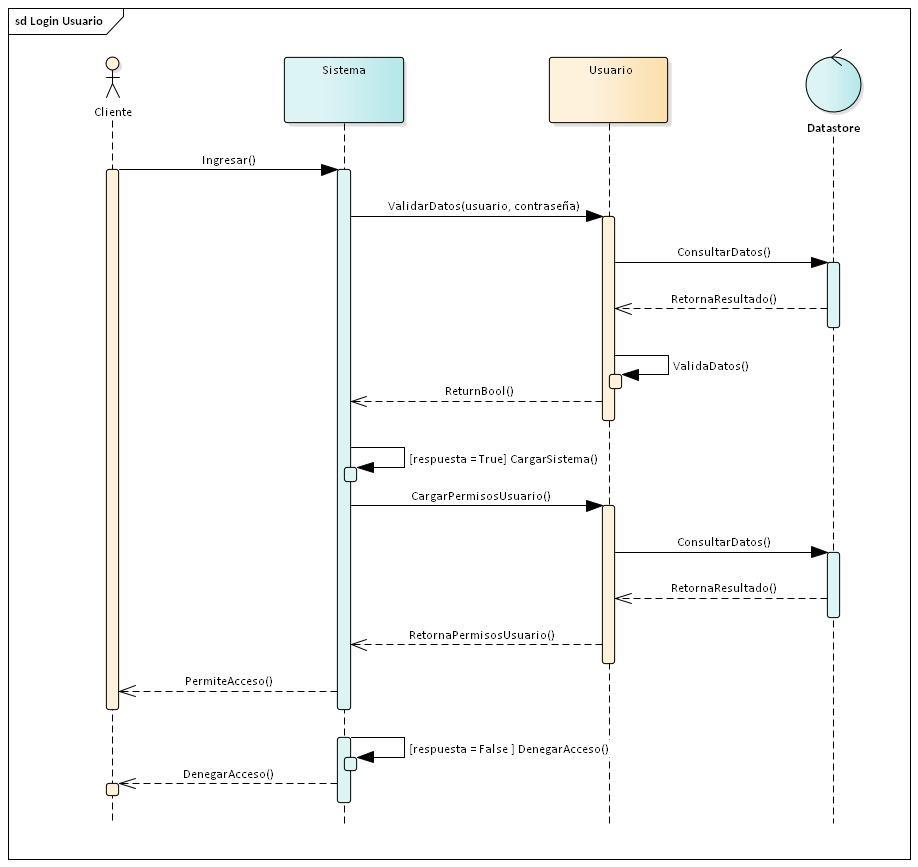 sd Login Usuario
Sistema
Usuario
Cliente
Datastore
Ingresar()
ValidarDatos(usuario, contraseña)
ConsultarDatos()
RetornaResultado()
ValidaDatos()
ReturnBool()
[respuesta =True] CargarSistema()
CargarPermisosUsuario()
ConsultarDatos()
RetornaResultado()
RetornaPermisosUsuario()
PermiteAcceso()
[respuesta = False ] DenegarAcceso()
DenegarAcceso()